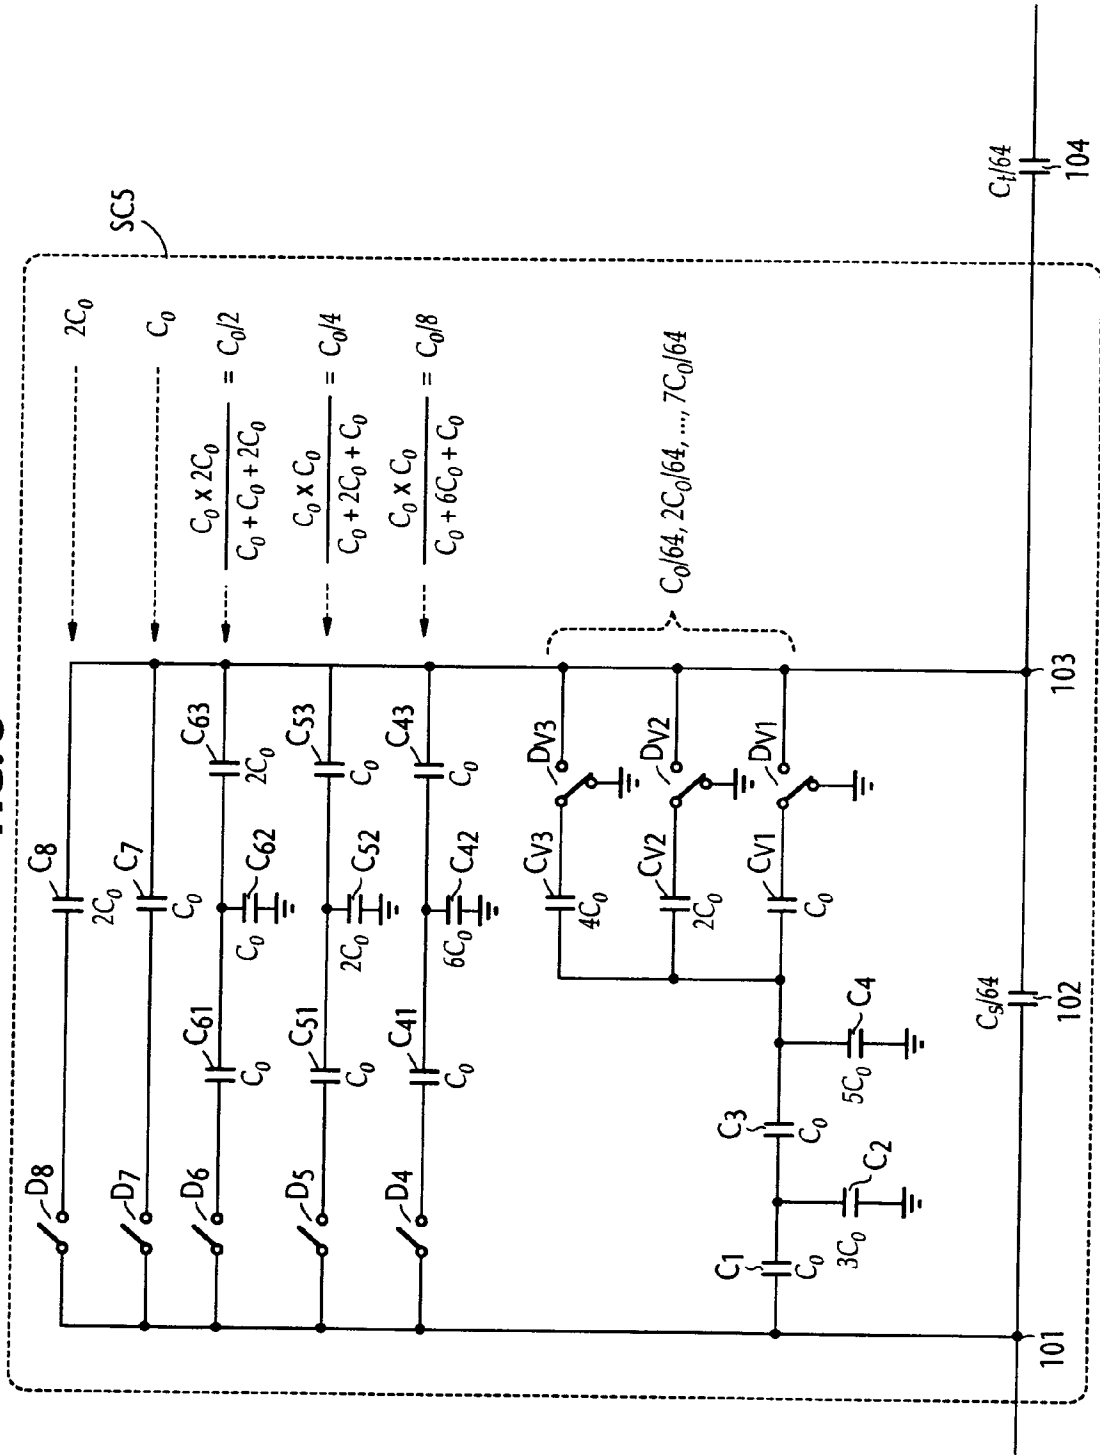 SC5
2C0
C0
C0 x 2C0 / C0 + C0 + 2C0 = C0/2
C0 x C0 / C0 + 2C0 + C0 = C0/4
C0 x C0 / C0 + 6C0 + C0 = C0/8
C0/64, 2C0/64, ..., 7C0/64
D8
C8
2C0
D7
C7
C0
D6
C61
C0
C62
C0
C63
2C0
D5
C51
C0
C52
2C0
C53
C0
D4
C41
C0
C42
6C0
C43
C0
CV3
4C0
DV3
CV2
2C0
DV2
CV1
C0
DV1
C1
C0
C2
3C0
C3
C0
C4
5C0
101
Cs/64
102
103
Ct/64
104